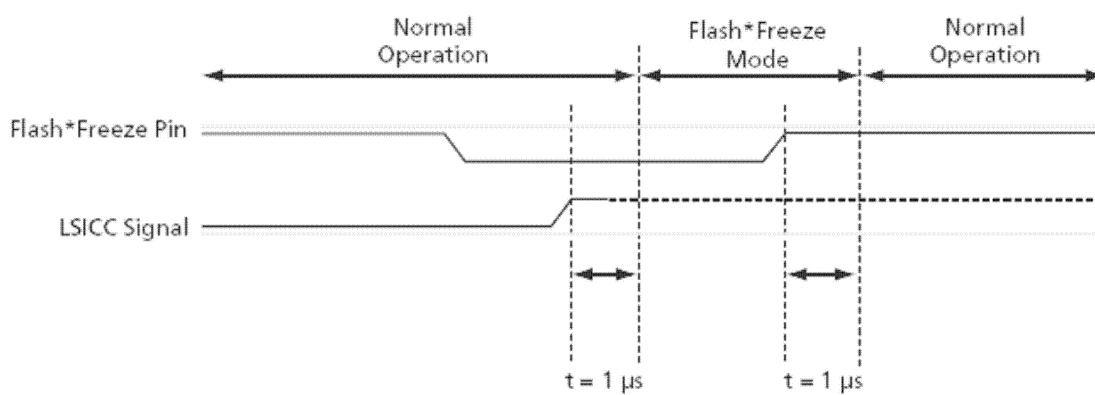 Normal
Operation
Flash*Freeze
Mode
Normal
Operation
Flash*Freeze Pin
LSICC Signal
t = 1 µs
t = 1 µs